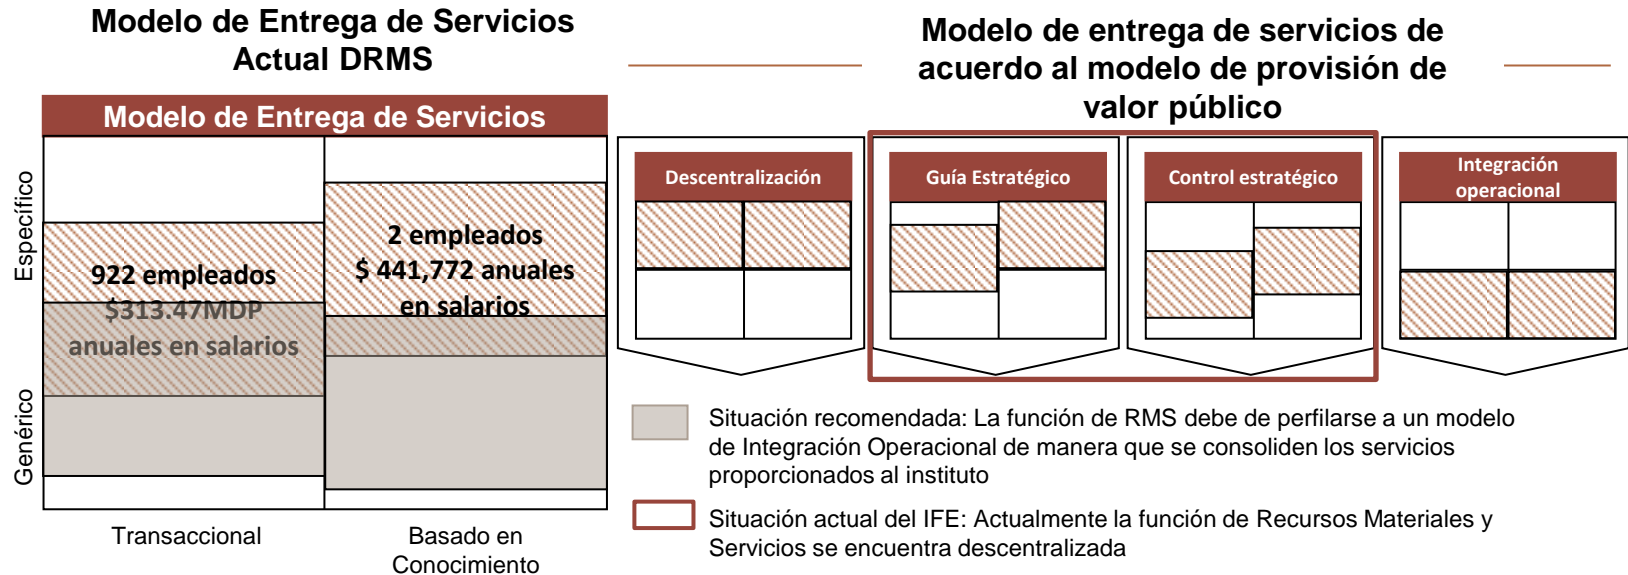 Modelo de Entrega de Servicios
Actual DRMS
Modelo de Entrega de Servicios
Específico
Genérico
922 empleados
$313.47MDP
anuales en salarios
2 empleados
$ 441,772 anuales
en salarios
Transaccional
Basado en
Conocimiento
Modelo de entrega de servicios de
acuerdo al modelo de provisión de
valor público
Descentralización
Guía Estratégico
Control estratégico
Integración
operacional
Situación recomendada: La función de RMS debe de perfilarse a un modelo
de Integración Operacional de manera que se consoliden los servicios
proporcionados al instituto
Situación actual del IFE: Actualmente la función de Recursos Materiales y
Servicios se encuentra descentralizada